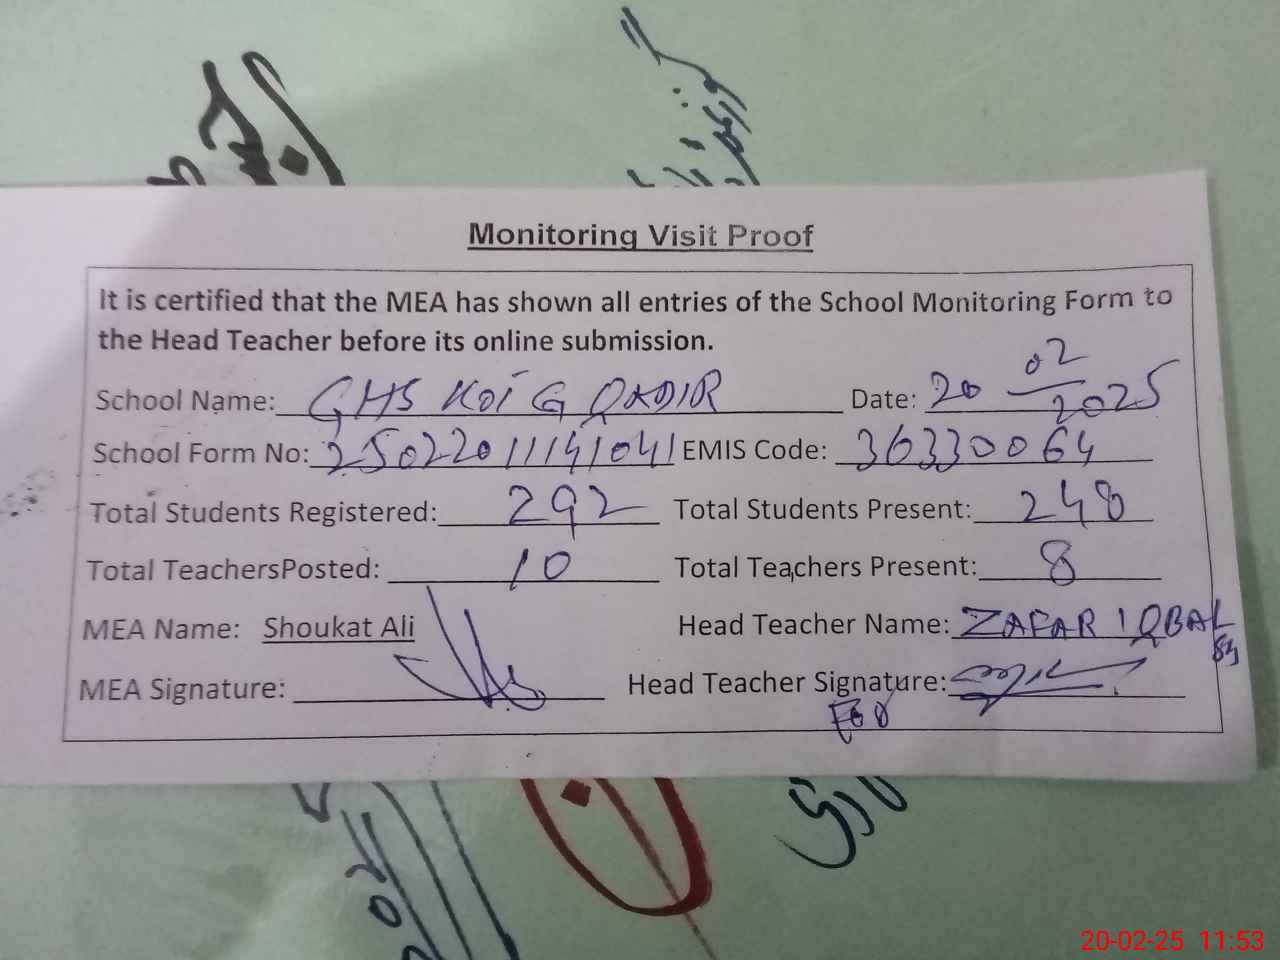 Monitoring Visit Proof
It is certified that the MEA has shown all entries of the School Monitoring Form to
the Head Teacher before its online submission.
School Name: GHS KOT G QADIR Date: 20 02 2025
School Form No: 25022011141041 EMIS Code: 36330064
Total Students Registered: 292 Total Students Present: 248
Total TeachersPosted: 10 Total Teachers Present: 8
MEA Name: Shoukat Ali Head Teacher Name: ZAFAR IQBAL
MEA Signature: Head Teacher Signature:
For
20-02-25 11:53